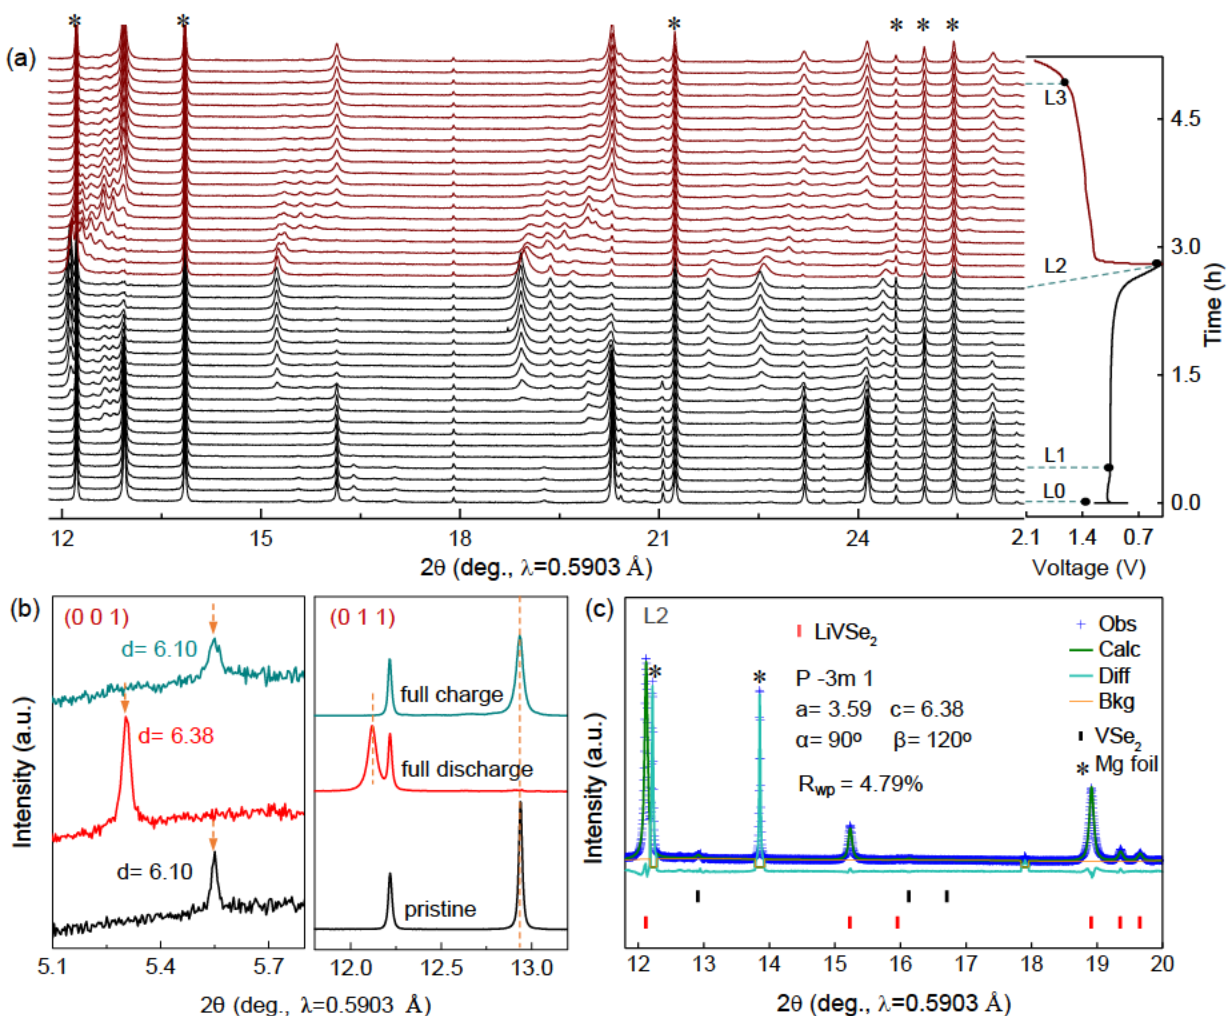 (a)
* * * * * *
L3
L2
L1
L0
4.5
3.0
1.5
0.0
Time (h)
12 15 18 21 24
2.1 1.4 0.7
2θ (deg., λ=0.5903 Å)
Voltage (V)
(b)
(0 0 1)
d= 6.10
d= 6.38
d= 6.10
Intensity (a.u.)
5.1 5.4 5.7
(0 1 1)
full charge
full discharge
pristine
12.0 12.5 13.0
2θ (deg., λ=0.5903 Å)
(c)
L2
* *
LiVSe2
P -3m 1
a= 3.59 c= 6.38
α= 90º β= 120º
Rwp = 4.79%
Obs
Calc
Diff
Bkg
VSe2
* Mg foil
Intensity (a.u.)
12 13 14 15 16 17 18 19 20
2θ (deg., λ=0.5903 Å)